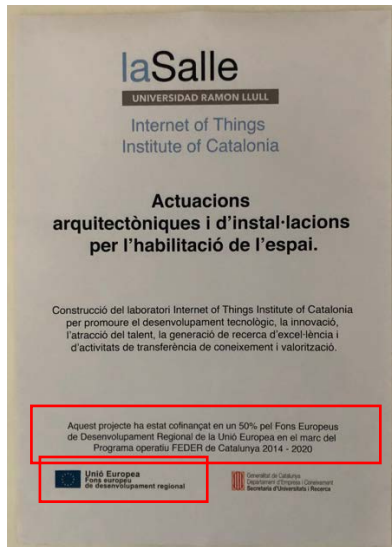 laSalle
UNIVERSIDAD RAMON LLULL
Internet of Things
Institute of Catalonia
Actuacions
arquitectòniques i d'instal·lacions
per l'habilitació de l'espai.
Construcció del laboratori Internet of Things Institute of Catalonia
per promoure el desenvolupament tecnològic, la innovació,
l'atracció del talent, la generació de recerca d'excel·lència i
d'activitats de transferència de coneixement i valorització.
Aquest projecte ha estat cofinançat en un 50% pel Fons Europeus
de Desenvolupament Regional de la Unió Europea en el marc del
Programa operatiu FEDER de Catalunya 2014 - 2020
Unió Europea
Fons europeu
de desenvolupament regional
Generalitat de Catalunya
Departament d'Empresa i Coneixement
Secretaria d'Universitats i Recerca